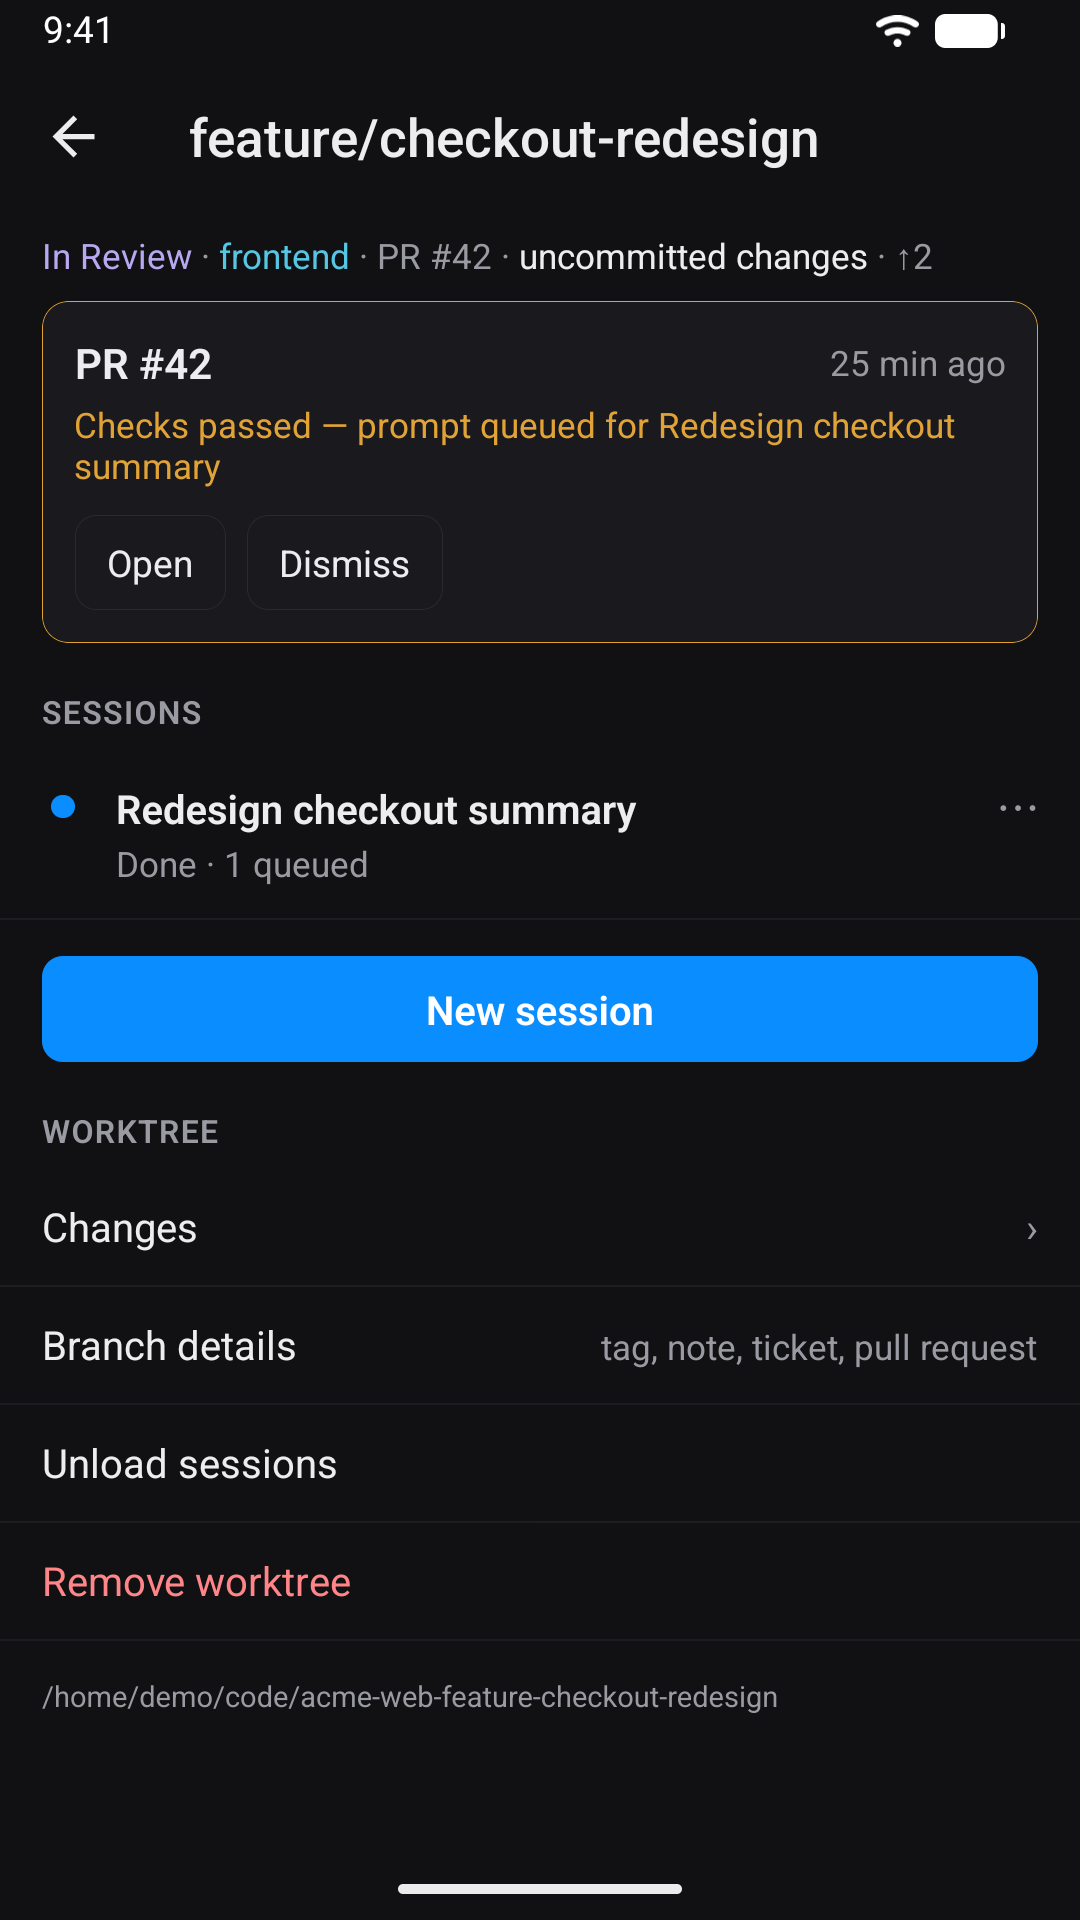 9:41
feature/checkout-redesign
In Review · frontend · PR #42 · uncommitted changes · ↑2
PR #42
25 min ago
Checks passed — prompt queued for Redesign checkout
summary
Open
Dismiss
SESSIONS
Redesign checkout summary
Done · 1 queued
New session
WORKTREE
Changes
Branch details
tag, note, ticket, pull request
Unload sessions
Remove worktree
/home/demo/code/acme-web-feature-checkout-redesign